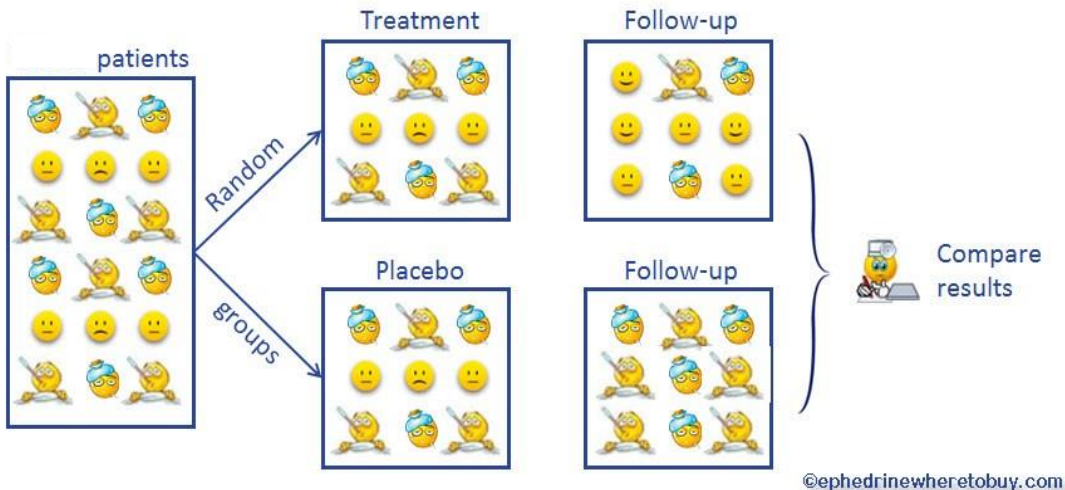 patients
Random
groups
Treatment
Follow-up
Placebo
Follow-up
Compare
results
©ephedrinewheretobuy.com